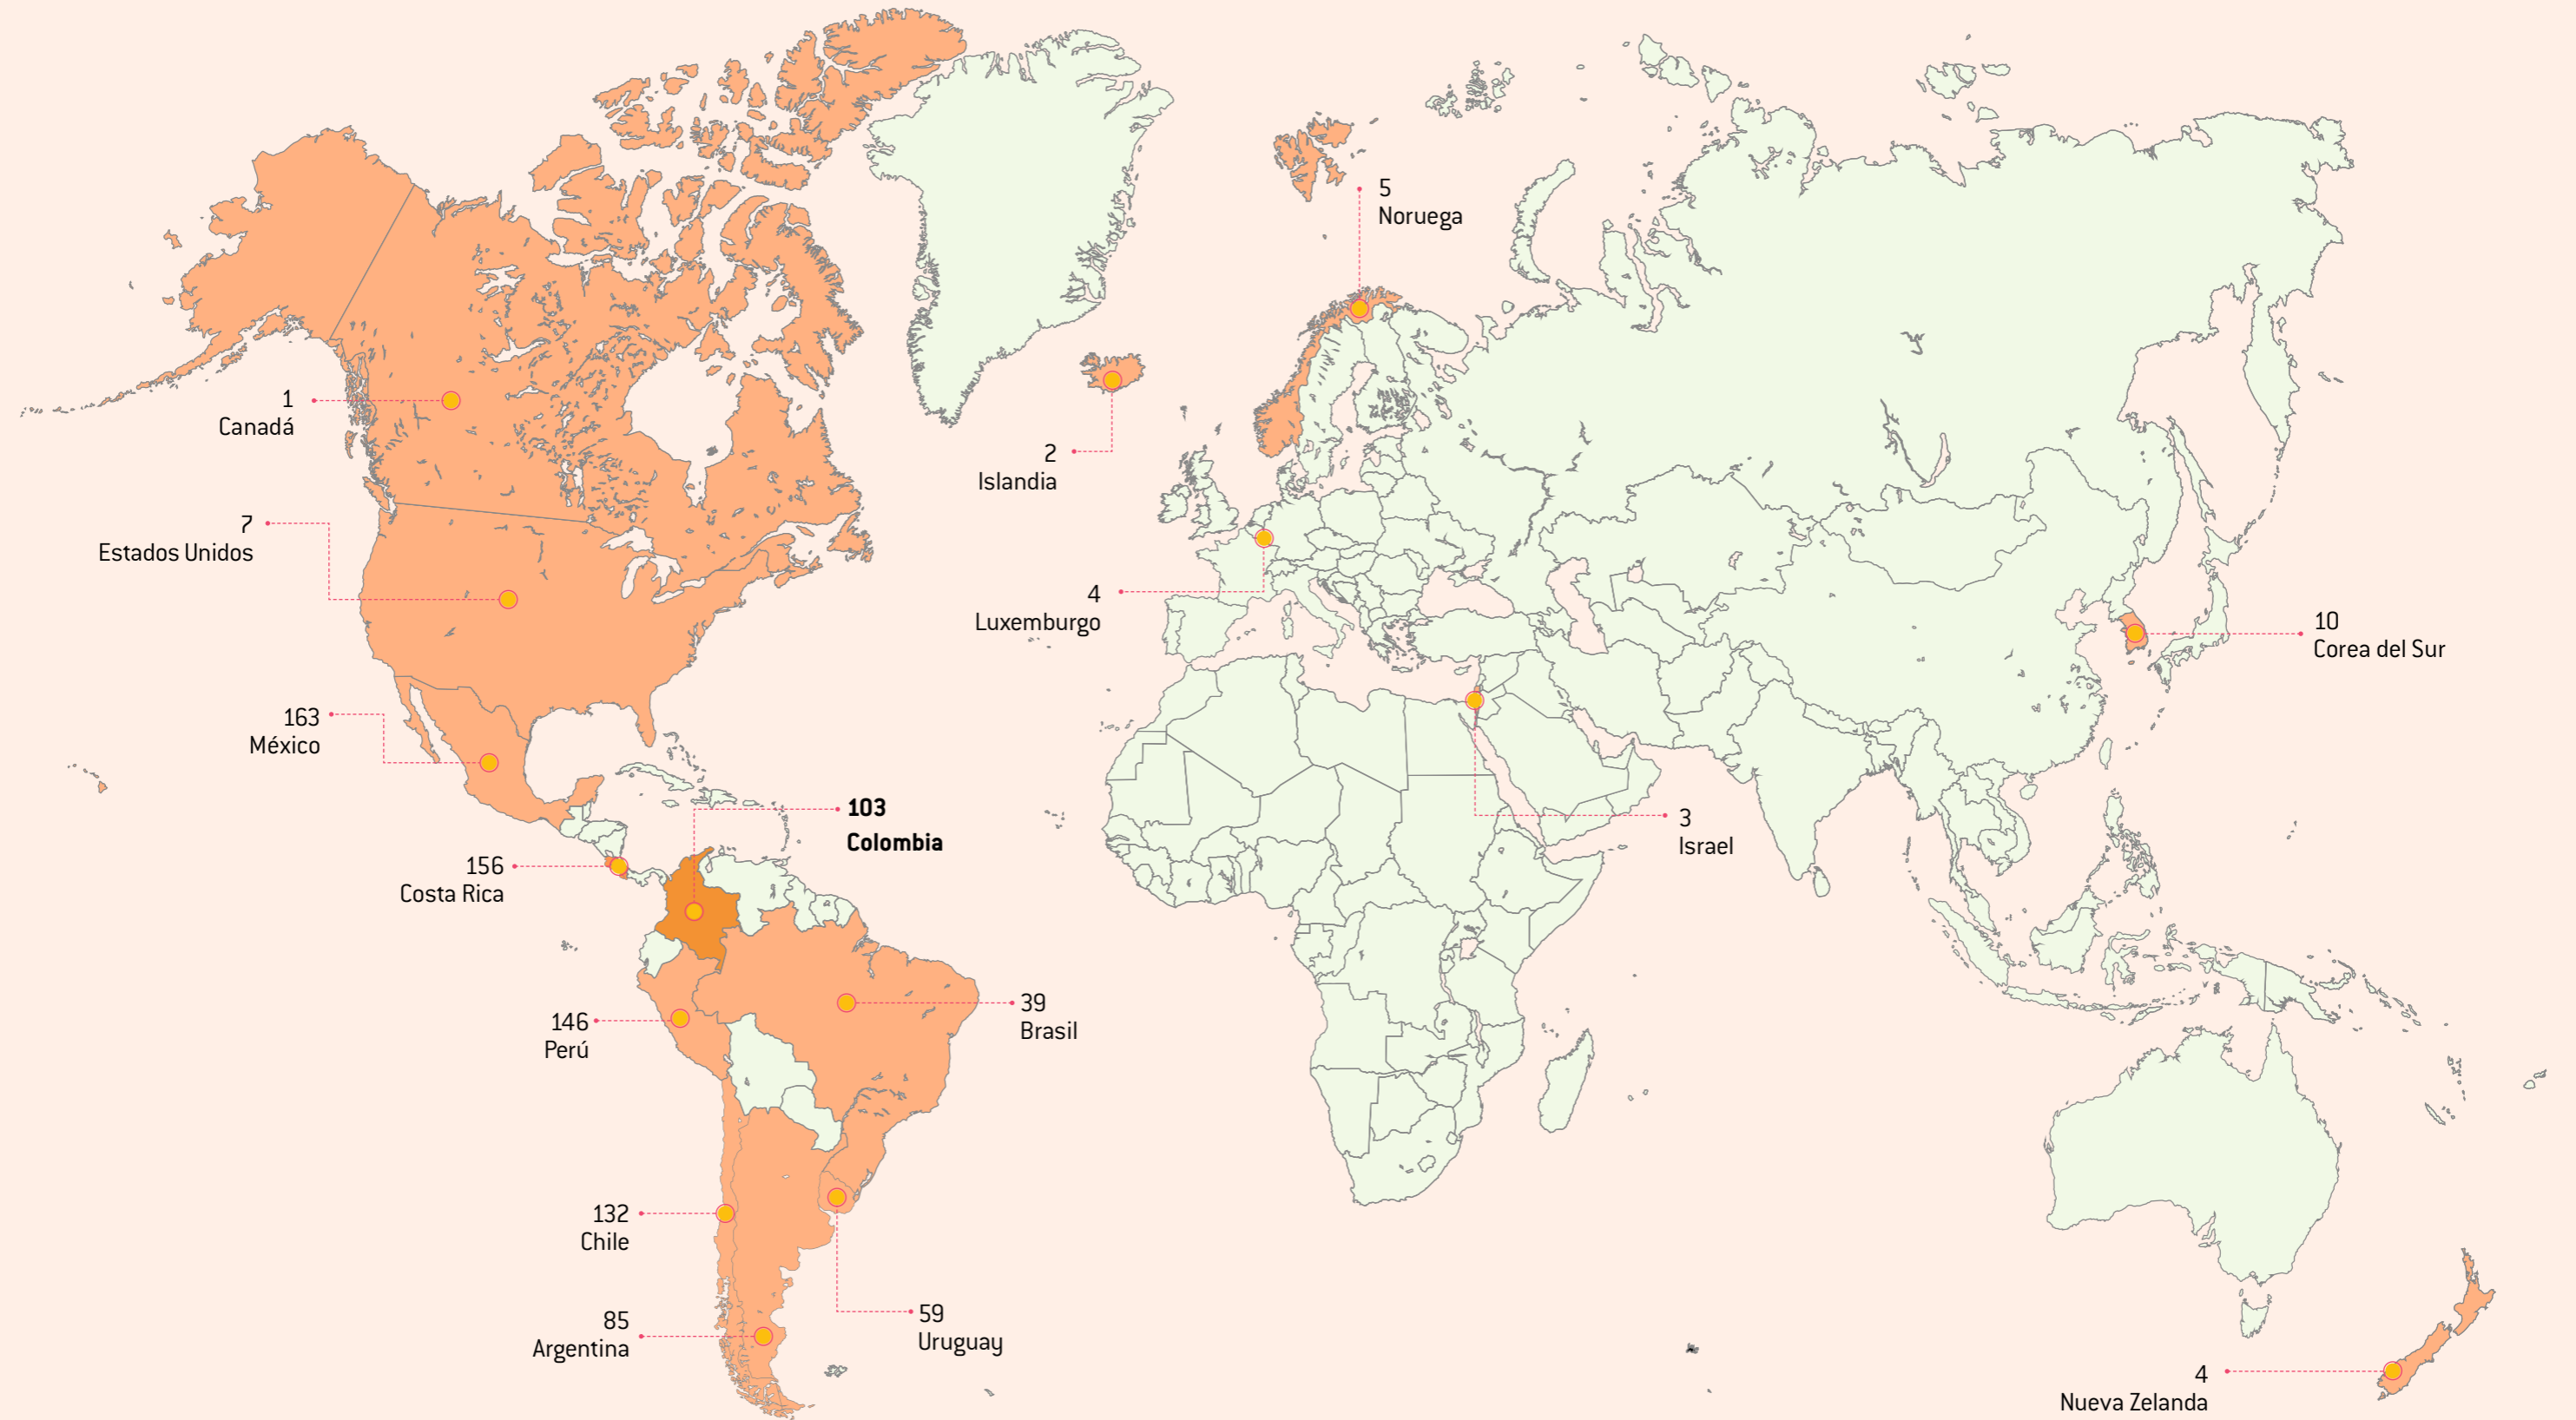 5
Noruega
1
Canadá
2
Islandia
7
Estados Unidos
4
Luxemburgo
10
Corea del Sur
163
México
103
Colombia
3
Israel
156
Costa Rica
39
Brasil
146
Perú
132
Chile
59
Uruguay
85
Argentina
4
Nueva Zelanda